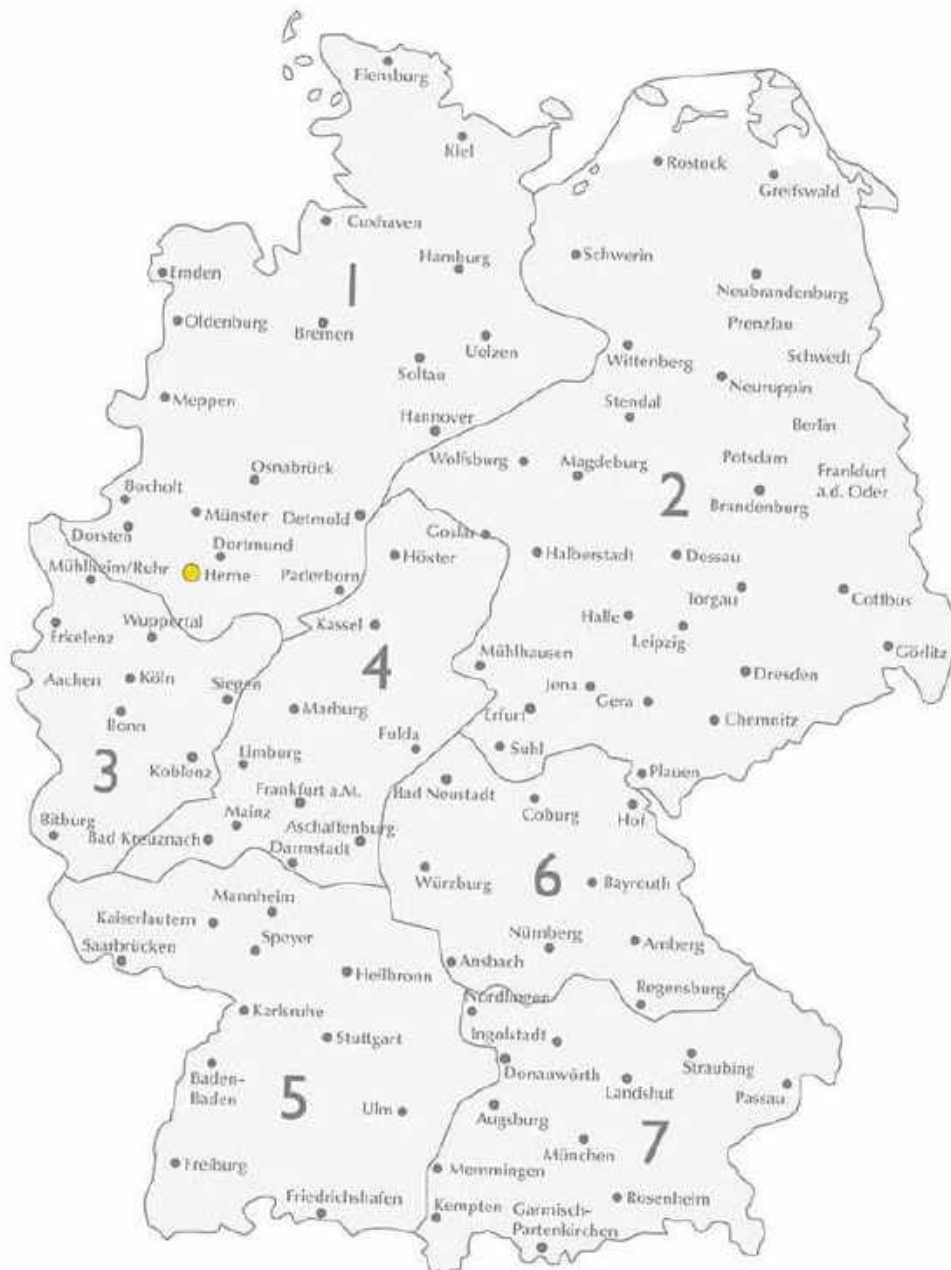 Flensburg
Kiel
Rostock
Greifswald
Cuxhaven
Hamburg
Schwerin
Emden
1
Neubrandenburg
Oldenburg
Bremen
Prenzlau
Uelzen
Wittenberg
Schwedt
Soltau
Neuruppin
Meppen
Stendal
Hannover
Berlin
Wolfsburg
Magdeburg
Potsdam
Osnabrück
Frankfurt
a.d. Oder
Bocholt
2
Brandenburg
Münster
Detmold
Dorsten
Goslar
Dortmund
Höxter
Halberstadt
Dessau
Mühlheim/Ruhr
Herne
Paderborn
Torgau
Cottbus
Erkelenz
Wuppertal
Kassel
Halle
Leipzig
Görlitz
Mühlhausen
Aachen
Köln
Siegen
4
Jena
Dresden
Bonn
Marburg
Erfurt
Gera
Chemnitz
3
Koblenz
Limburg
Fulda
Suhl
Plauen
Frankfurt a.M.
Bad Neustadt
Coburg
Hof
Bitburg
Bad Kreuznach
Mainz
Aschaffenburg
Darmstadt
Würzburg
6
Bayreuth
Mannheim
Kaiserlautern
Speyer
Nürnberg
Amberg
Saarbrücken
Heilbronn
Ansbach
Regensburg
Nördlingen
Karlsruhe
Stuttgart
Ingolstadt
Donauwörth
Straubing
Baden-
Baden
5
Ulm
Landshut
Passau
Augsburg
München
7
Freiburg
Memmingen
Friedrichshafen
Kempten
Garmisch-
Partenkirchen
Rosenheim